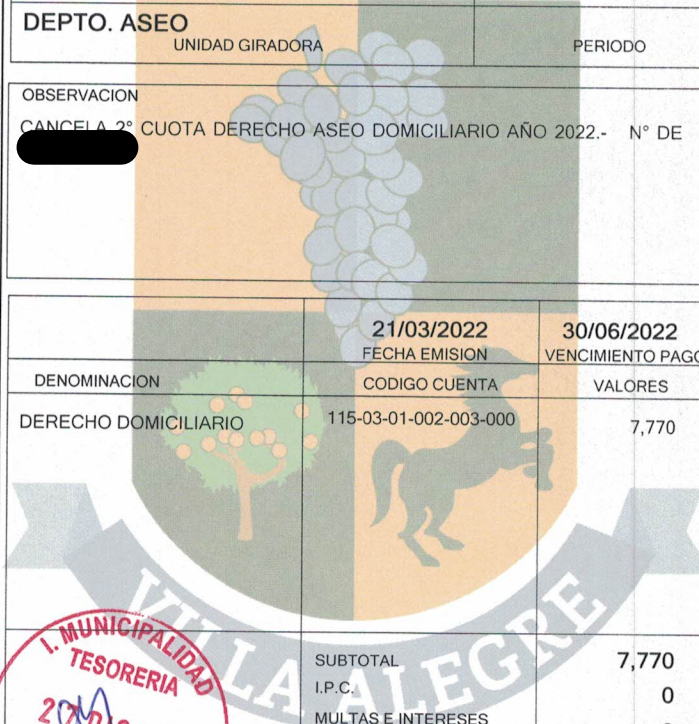 DEPTO. ASEO
UNIDAD GIRADORA
PERIODO
OBSERVACION
CANCELA 2° CUOTA DERECHO ASEO DOMICILIARIO AÑO 2022.- N° DE
21/03/2022
30/06/2022
FECHA EMISION
VENCIMIENTO PAGO
DENOMINACION
CODIGO CUENTA
VALORES
DERECHO DOMICILIARIO
115-03-01-002-003-000
7,770
VILLA ALEGRE
I. MUNICIPALIDAD
TESORERIA
SUBTOTAL
7,770
I.P.C.
0
MULTAS E INTERESES